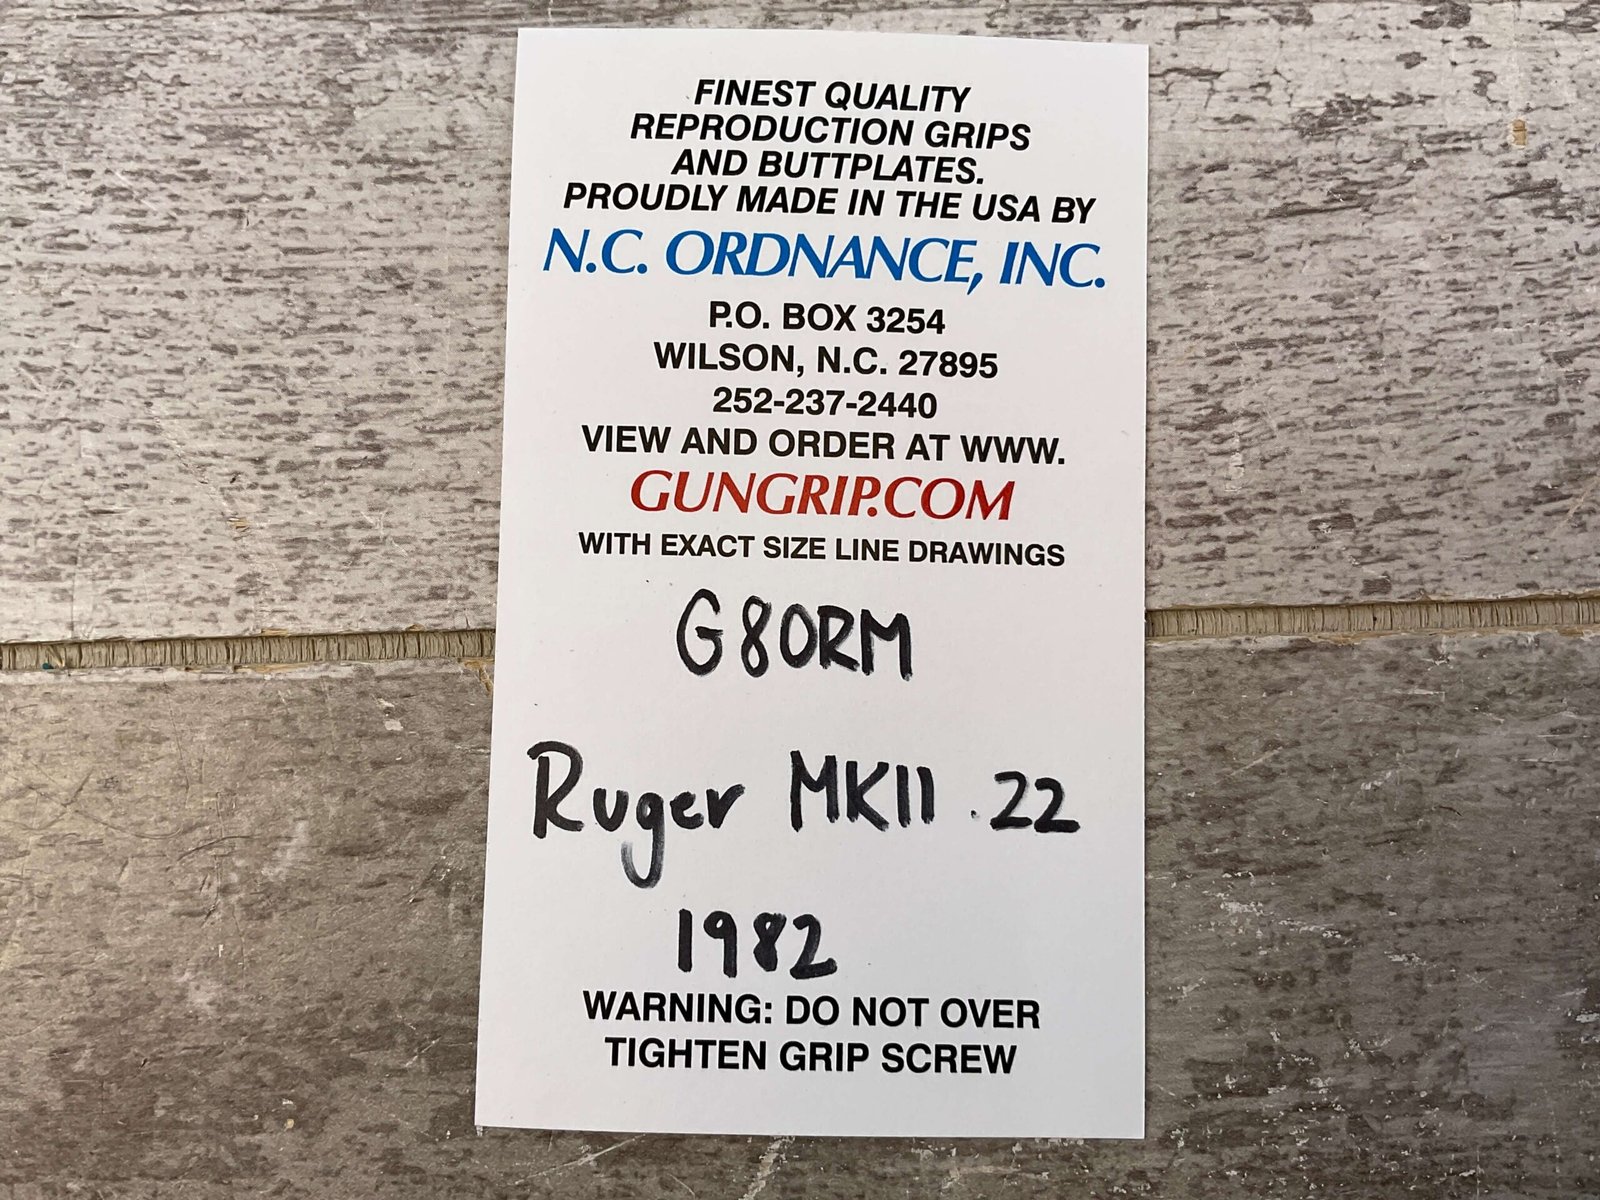 FINEST QUALITY
REPRODUCTION GRIPS
AND BUTTPLATES.
PROUDLY MADE IN THE USA BY
N.C. ORDNANCE, INC.
P.O. BOX 3254
WILSON, N.C. 27895
252-237-2440
VIEW AND ORDER AT WWW.
GUNGRIP.COM
WITH EXACT SIZE LINE DRAWINGS
G80RM
Ruger MKII .22
1982
WARNING: DO NOT OVER
TIGHTEN GRIP SCREW